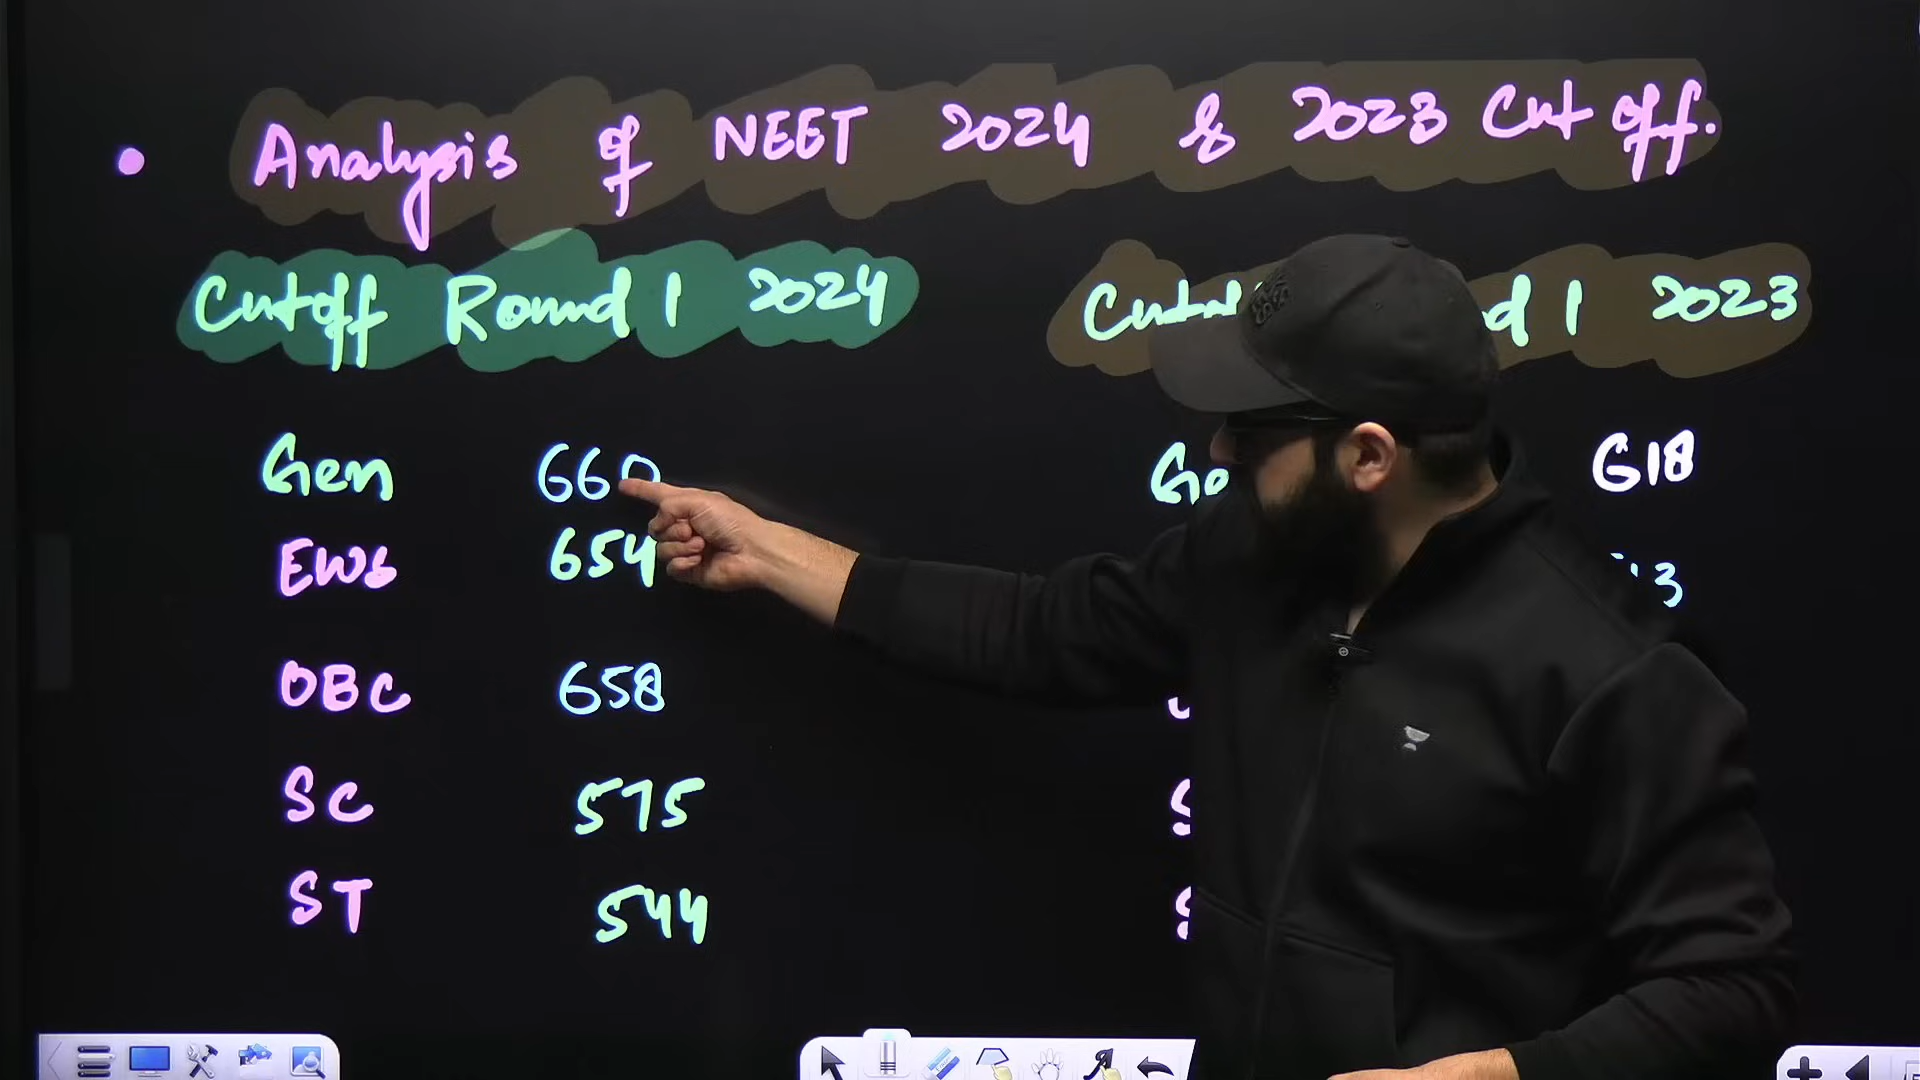 • Analysis of NEET 2024 & 2023 Cut off.
Cutoff Round 1 2024
1 2023
Gen 660
618
EWS 654
OBC 658
SC 575
ST 544